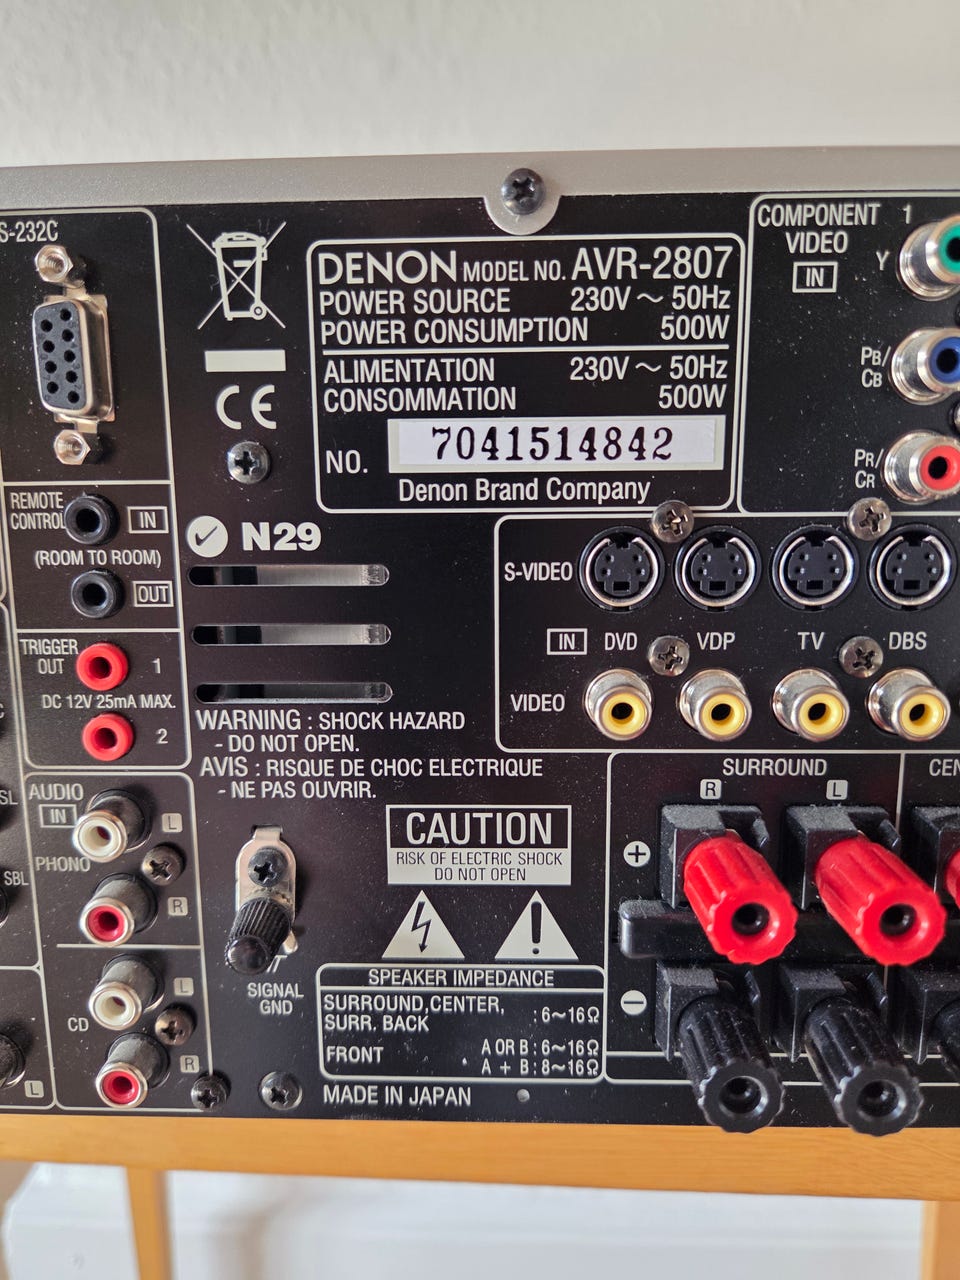 S-232C
REMOTE
CONTROL
IN
(ROOM TO ROOM)
OUT
TRIGGER
OUT
1
DC 12V 25mA MAX.
2
SL
SBL
AUDIO
IN
L
PHONO
R
L
CD
R
L
CE
N29
WARNING : SHOCK HAZARD
- DO NOT OPEN.
AVIS : RISQUE DE CHOC ELECTRIQUE
- NE PAS OUVRIR.
SIGNAL
GND
DENON MODEL NO. AVR-2807
POWER SOURCE 230V ~ 50Hz
POWER CONSUMPTION 500W
ALIMENTATION 230V ~ 50Hz
CONSOMMATION 500W
NO. 7041514842
Denon Brand Company
COMPONENT 1
VIDEO
IN
Y
PB/
CB
PR/
CR
S-VIDEO
IN DVD VDP TV DBS
VIDEO
SURROUND
R L
CEN
+
−
CAUTION
RISK OF ELECTRIC SHOCK
DO NOT OPEN
SPEAKER IMPEDANCE
SURROUND, CENTER,
SURR. BACK : 6~16Ω
FRONT A OR B : 6~16Ω
A + B : 8~16Ω
MADE IN JAPAN